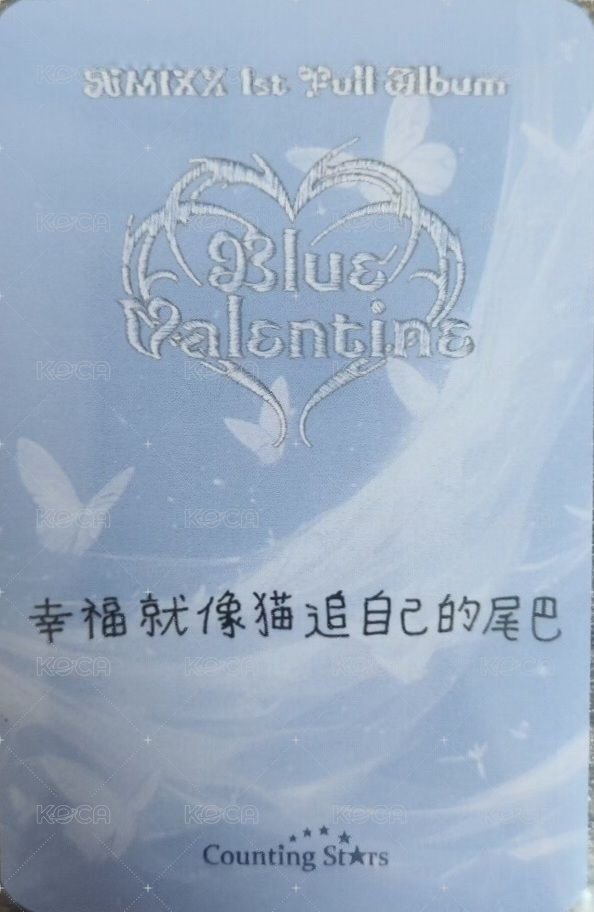 NMIXX 1st Full Album
Blue
Valentine
幸福就像猫追自己的尾巴
Counting Stars
KOCA